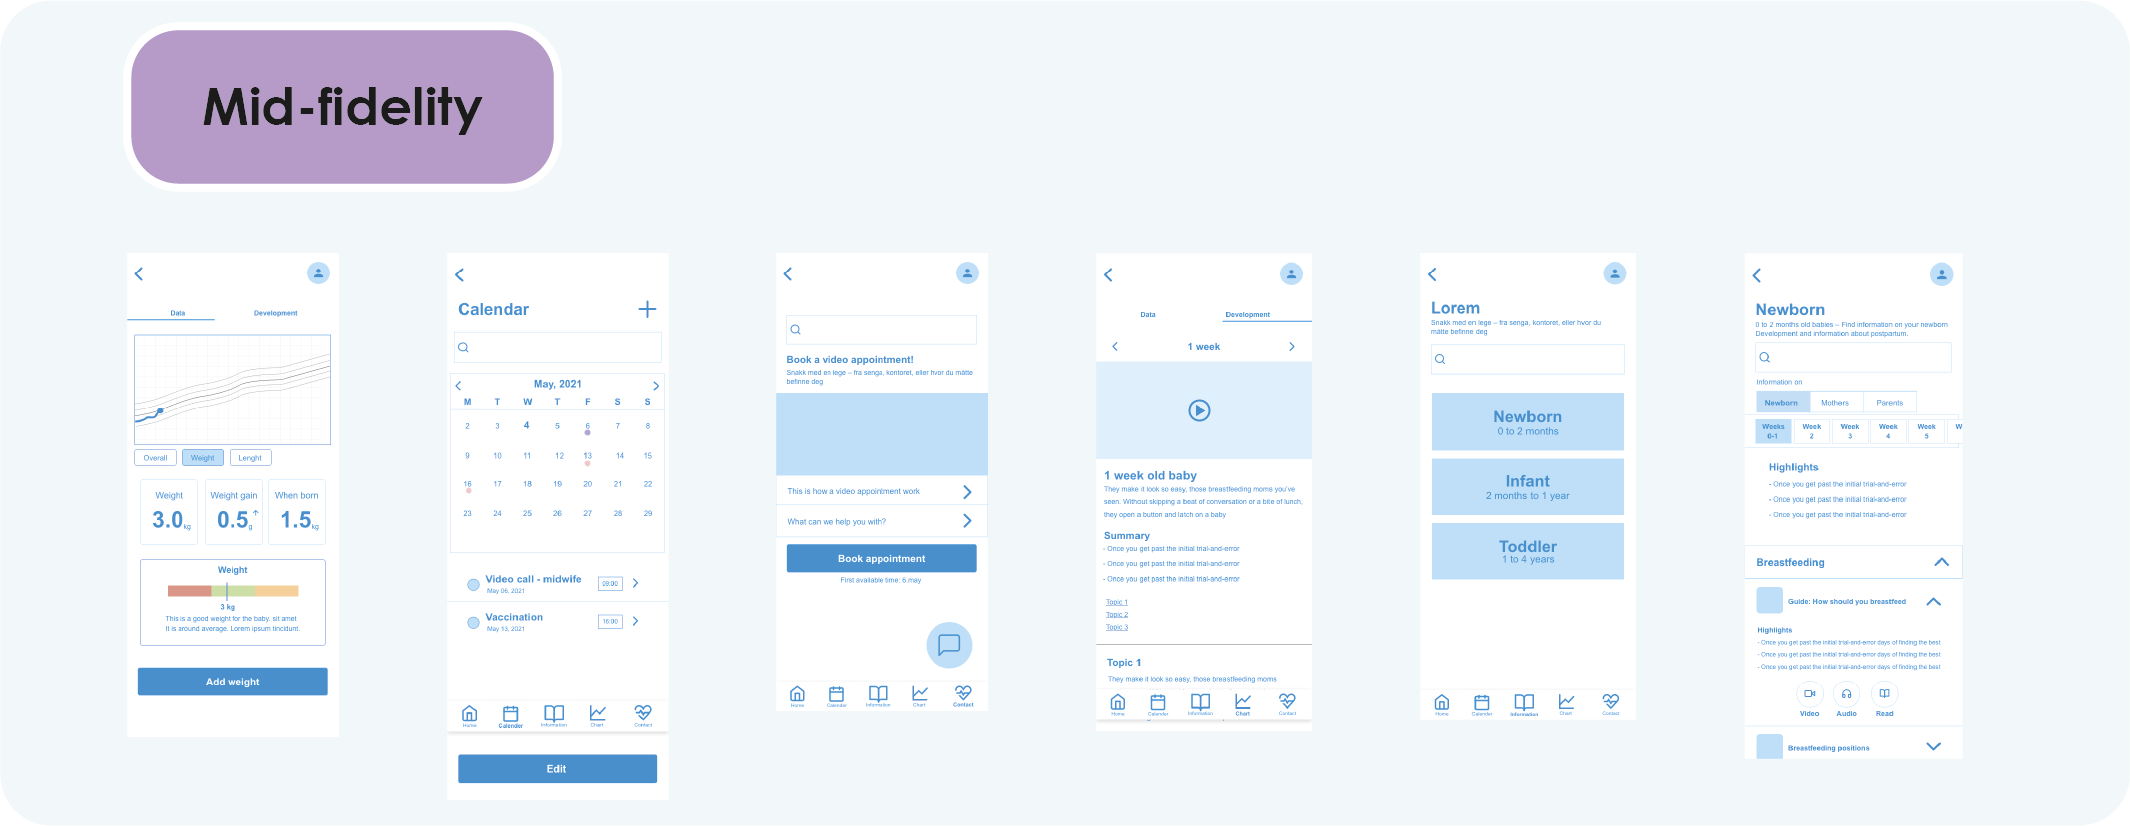 Mid-fidelity
Data Development
Overall Weight Lenght
Weight Weight gain When born
3.0 kg 0.5 g 1.5 kg
Weight
3 kg
This is a good weight for the baby. sit amet
It is around average. Lorem ipsum tincidunt.
Add weight
Calendar
May, 2021
M T W T F S S
2 3 4 5 6 7 8
9 10 11 12 13 14 15
16 17 18 19 20 21 22
23 24 25 26 27 28 29
Video call - midwife 09:00
May 06. 2021
Vaccination 16:00
May 13, 2021
Home Calender Information Chart Contact
Edit
Book a video appointment!
Snakk med en lege – fra senga, kontoret, eller hvor du måtte
befinne deg
This is how a video appointment work
What can we help you with?
Book appointment
First available time: 6.may
Home Calender Information Chart Contact
Data Development
1 week
1 week old baby
They make it look so easy, those breastfeeding moms you've
seen. Without skipping a beat of conversation or a bite of lunch,
they open a button and latch on a baby
Summary
- Once you get past the initial trial-and-error
- Once you get past the initial trial-and-error
- Once you get past the initial trial-and-error
Topic 1
Topic 2
Topic 3
Topic 1
They make it look so easy, those breastfeeding moms
Home Calender Information Chart Contact
Lorem
Snakk med en lege – fra senga, kontoret, eller hvor du
måtte befinne deg
Newborn
0 to 2 months
Infant
2 months to 1 year
Toddler
1 to 4 years
Home Calender Information Chart Contact
Newborn
0 to 2 months old babies – Find information on your newborn
Development and information about postpartum.
Information on
Newborn Mothers Parents
Weeks Week Week Week Week W
0-1 2 3 4 5
Highlights
- Once you get past the initial trial-and-error
- Once you get past the initial trial-and-error
- Once you get past the initial trial-and-error
Breastfeeding
Guide: How should you breastfeed
Highlights
- Once you get past the initial trial-and-error days of finding the best
- Once you get past the initial trial-and-error days of finding the best
- Once you get past the initial trial-and-error days of finding the best
Video Audio Read
Breastfeeding positions